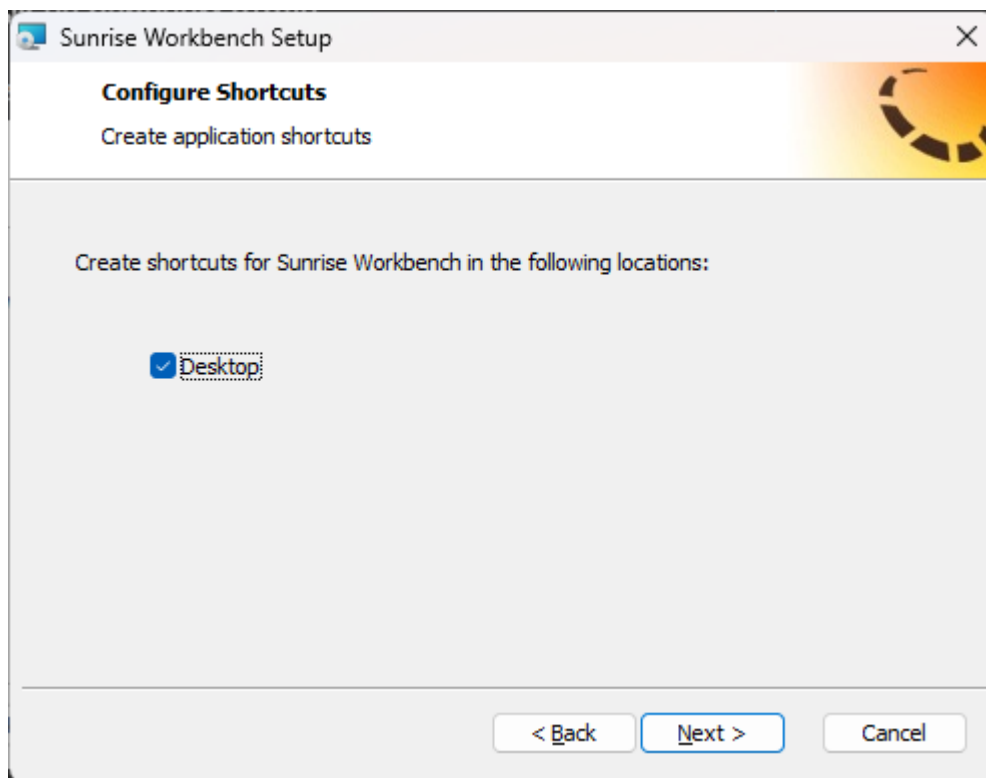 Sunrise Workbench Setup
Configure Shortcuts
Create application shortcuts
Create shortcuts for Sunrise Workbench in the following locations:
Desktop
< Back Next > Cancel